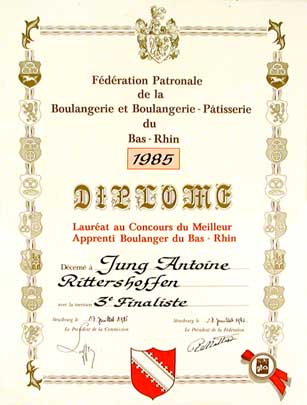 Fédération Patronale
de la
Boulangerie et Boulangerie - Pâtisserie
du
Bas - Rhin
1985
DIPLOME
Lauréat au Concours du Meilleur
Apprenti Boulanger du Bas - Rhin
Décerné à Jung Antoine
Rittershoffen
avec la mention 3e Finaliste
Strasbourg le Strasbourg le
Le Président de la Commission Le Président de la Fédération